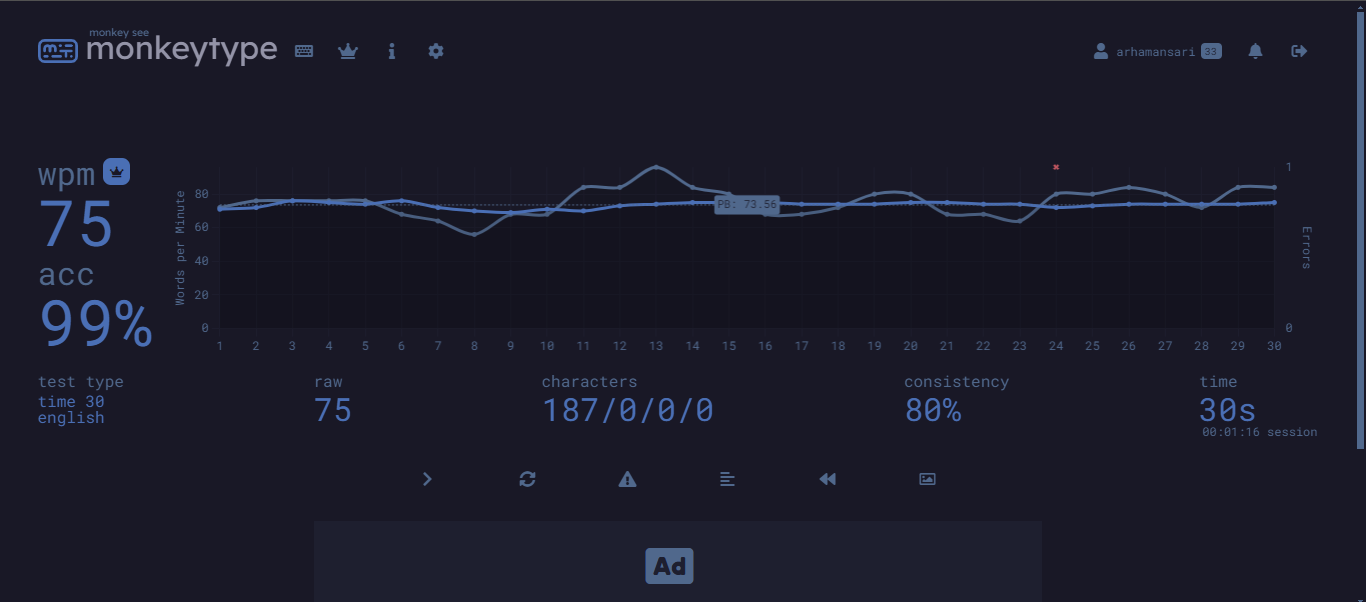 monkey see
monkeytype
arhamansari 33
wpm
75
acc
99%
Words per Minute
80
60
40
20
0
PB: 73.56
1
0
Errors
1 2 3 4 5 6 7 8 9 10 11 12 13 14 15 16 17 18 19 20 21 22 23 24 25 26 27 28 29 30
test type
time 30
english
raw
75
characters
187/0/0/0
consistency
80%
time
30s
00:01:16 session
Ad